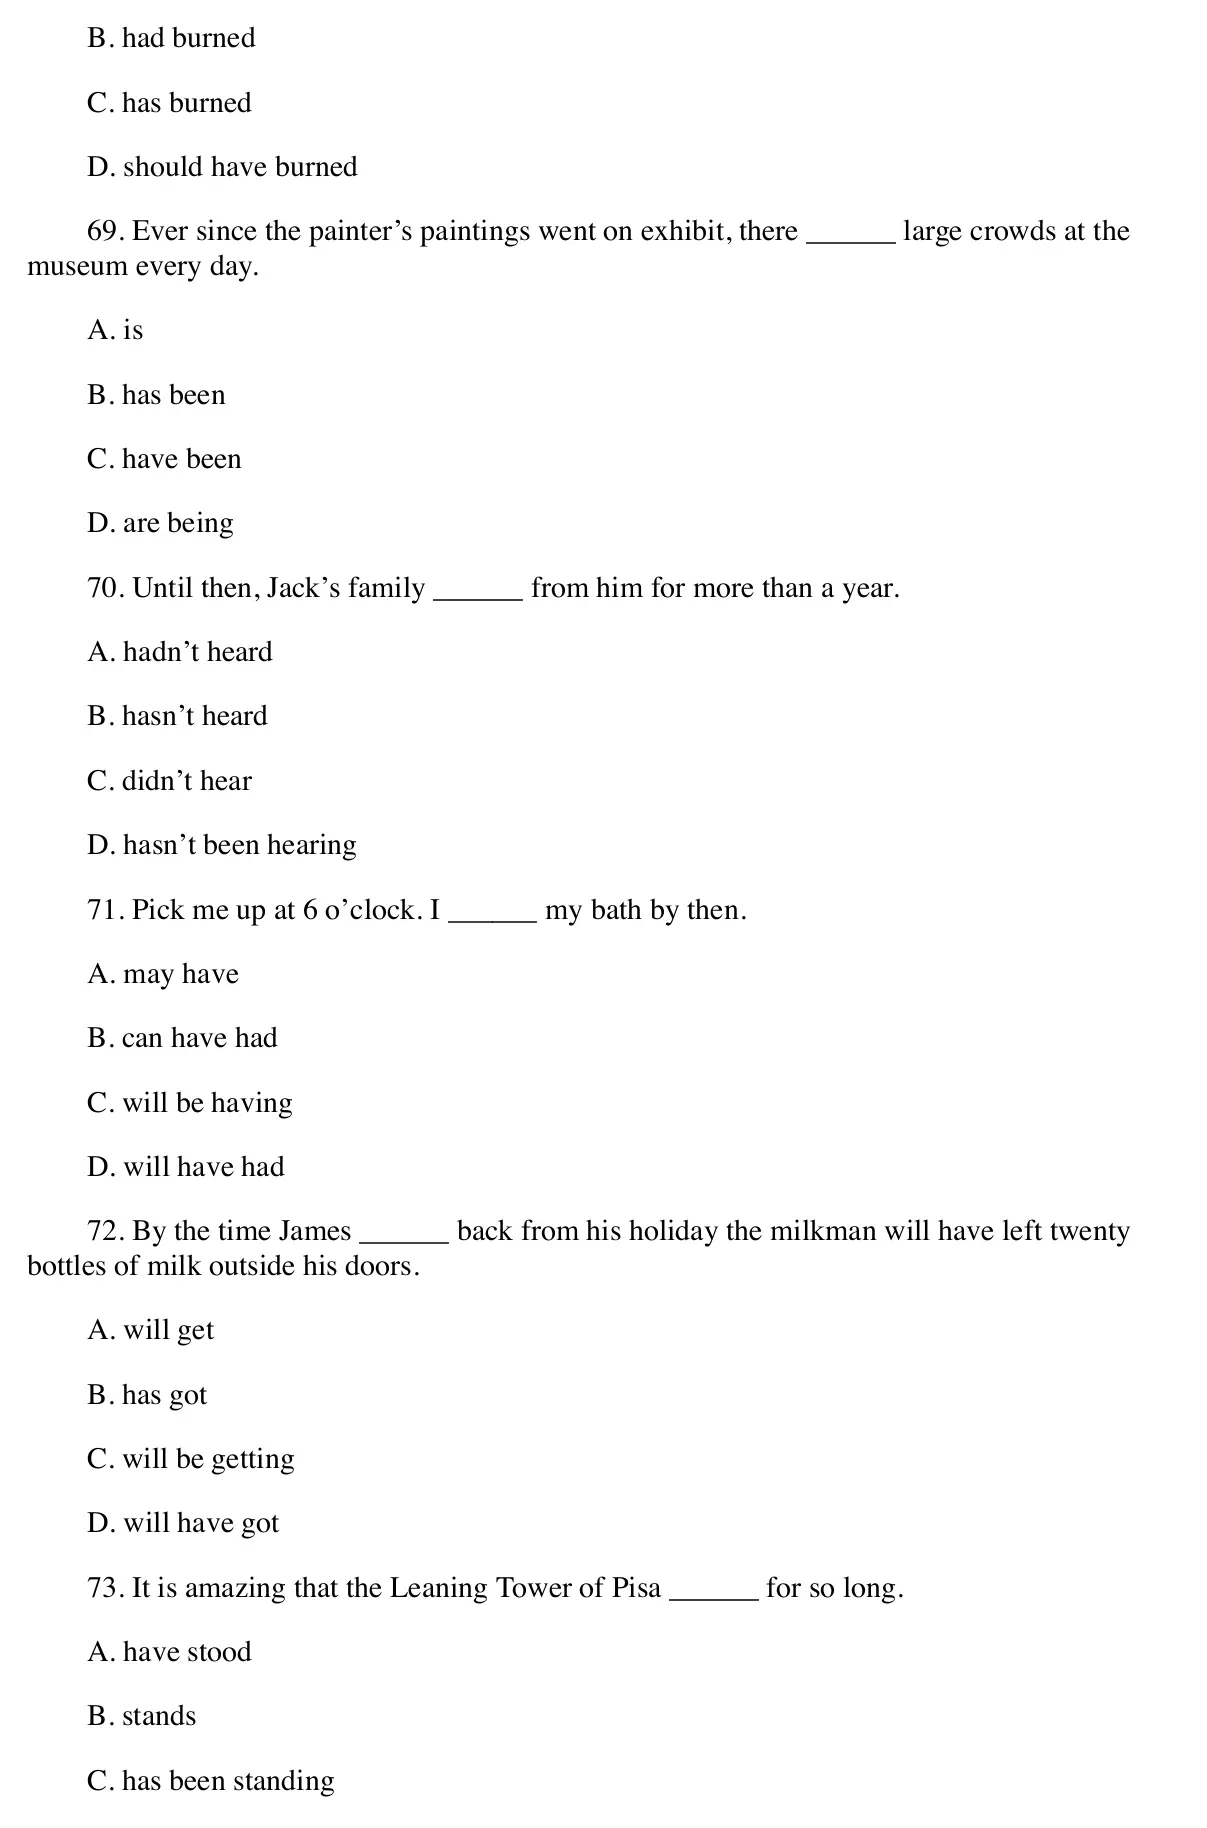 B. had burned
C. has burned
D. should have burned
69. Ever since the painter’s paintings went on exhibit, there ______ large crowds at the
museum every day.
A. is
B. has been
C. have been
D. are being
70. Until then, Jack’s family ______ from him for more than a year.
A. hadn’t heard
B. hasn’t heard
C. didn’t hear
D. hasn’t been hearing
71. Pick me up at 6 o’clock. I ______ my bath by then.
A. may have
B. can have had
C. will be having
D. will have had
72. By the time James ______ back from his holiday the milkman will have left twenty
bottles of milk outside his doors.
A. will get
B. has got
C. will be getting
D. will have got
73. It is amazing that the Leaning Tower of Pisa ______ for so long.
A. have stood
B. stands
C. has been standing